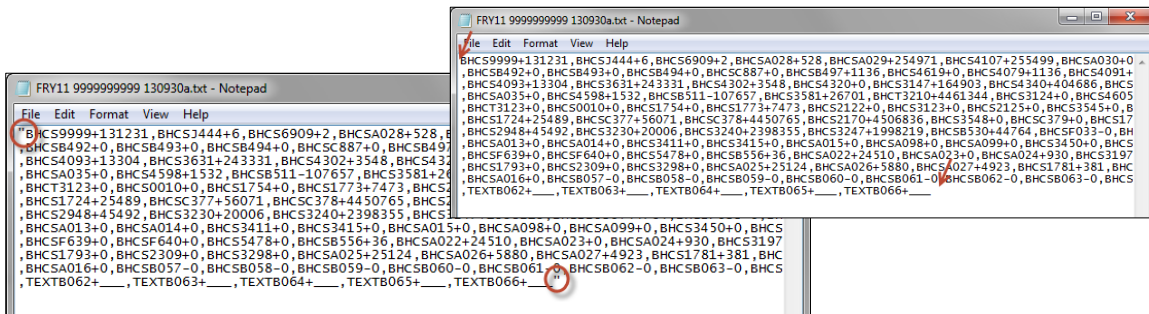 FRY11 9999999999 130930a.txt - Notepad
File Edit Format View Help
BHCS9999+131231,BHCSJ444+6,BHCS6909+2,BHCSA028+528,BHCSA029+254971,BHCS4107+255499,BHCSA030+0
,BHCSB492+0,BHCSB493+0,BHCSB494+0,BHCSC887+0,BHCSB497+1136,BHCS4619+0,BHCS4079+1136,BHCS4091+
,BHCS4093+13304,BHCS3631+243331,BHCS4302+3548,BHCS4320+0,BHCS3147+164903,BHCS4340+404686,BHCS
,BHCSA035+0,BHCS4598+1532,BHCSB511-107657,BHCS3581+26701,BHCT3210+4461344,BHCS3124+0,BHCS4605
,BHCT3123+0,BHCS0010+0,BHCS1754+0,BHCS1773+7473,BHCS2122+0,BHCS3123+0,BHCS2125+0,BHCS3545+0,B
,BHCS1724+25489,BHCSC377+56071,BHCSC378+4450765,BHCS2170+4506836,BHCS3548+0,BHCSC379+0,BHCS17
,BHCS2948+45492,BHCS3230+20006,BHCS3240+2398355,BHCS3247+1998219,BHCSB530+44764,BHCSF033-0,BH
,BHCSA013+0,BHCSA014+0,BHCS3411+0,BHCS3415+0,BHCSA015+0,BHCSA098+0,BHCSA099+0,BHCS3450+0,BHCS
,BHCSF639+0,BHCSF640+0,BHCS5478+0,BHCSB556+36,BHCSA022+24510,BHCSA023+0,BHCSA024+930,BHCS3197
,BHCS1793+0,BHCS2309+0,BHCS3298+0,BHCSA025+25124,BHCSA026+5880,BHCSA027+4923,BHCS1781+381,BHC
,BHCSA016+0,BHCSB057-0,BHCSB058-0,BHCSB059-0,BHCSB060-0,BHCSB061-0,BHCSB062-0,BHCSB063-0,BHCS
,TEXTB062+___,TEXTB063+___,TEXTB064+___,TEXTB065+___,TEXTB066+___
FRY11 9999999999 130930a.txt - Notepad
File Edit Format View Help
"BHCS9999+131231,BHCSJ444+6,BHCS6909+2,BHCSA028+528,B
,BHCSB492+0,BHCSB493+0,BHCSB494+0,BHCSC887+0,BHCSB497
,BHCS4093+13304,BHCS3631+243331,BHCS4302+3548,BHCS432
,BHCSA035+0,BHCS4598+1532,BHCSB511-107657,BHCS3581+26
,BHCT3123+0,BHCS0010+0,BHCS1754+0,BHCS1773+7473,BHCS2
,BHCS1724+25489,BHCSC377+56071,BHCSC378+4450765,BHCS2
,BHCS2948+45492,BHCS3230+20006,BHCS3240+2398355,
,BHCSA013+0,BHCSA014+0,BHCS3411+0,BHCS3415+0,BHCSA015+0,BHCSA098+0,BHCSA099+0,BHCS3450+0,BHCS
,BHCSF639+0,BHCSF640+0,BHCS5478+0,BHCSB556+36,BHCSA022+24510,BHCSA023+0,BHCSA024+930,BHCS3197
,BHCS1793+0,BHCS2309+0,BHCS3298+0,BHCSA025+25124,BHCSA026+5880,BHCSA027+4923,BHCS1781+381,BHC
,BHCSA016+0,BHCSB057-0,BHCSB058-0,BHCSB059-0,BHCSB060-0,BHCSB061-0,BHCSB062-0,BHCSB063-0,BHCS
,TEXTB062+___,TEXTB063+___,TEXTB064+___,TEXTB065+___,TEXTB066+___"